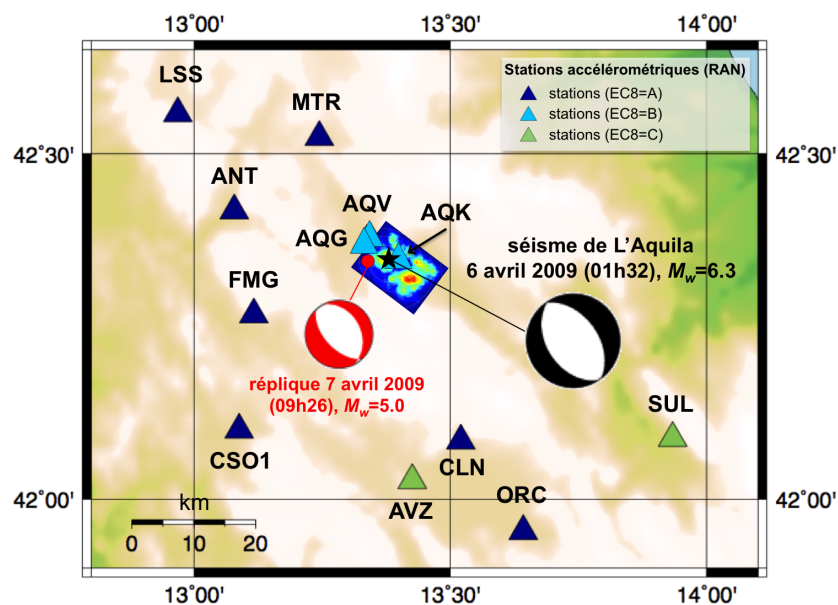 13°00' 13°30' 14°00'
LSS
Stations accélérométriques (RAN)
stations (EC8=A)
stations (EC8=B)
stations (EC8=C)
MTR
42°30' 42°30'
ANT
AQV
AQK
AQG
séisme de L'Aquila
6 avril 2009 (01h32), Mw=6.3
FMG
réplique 7 avril 2009
(09h26), Mw=5.0
SUL
CSO1
CLN
42°00' 42°00'
km
AVZ
ORC
0 10 20
13°00' 13°30' 14°00'